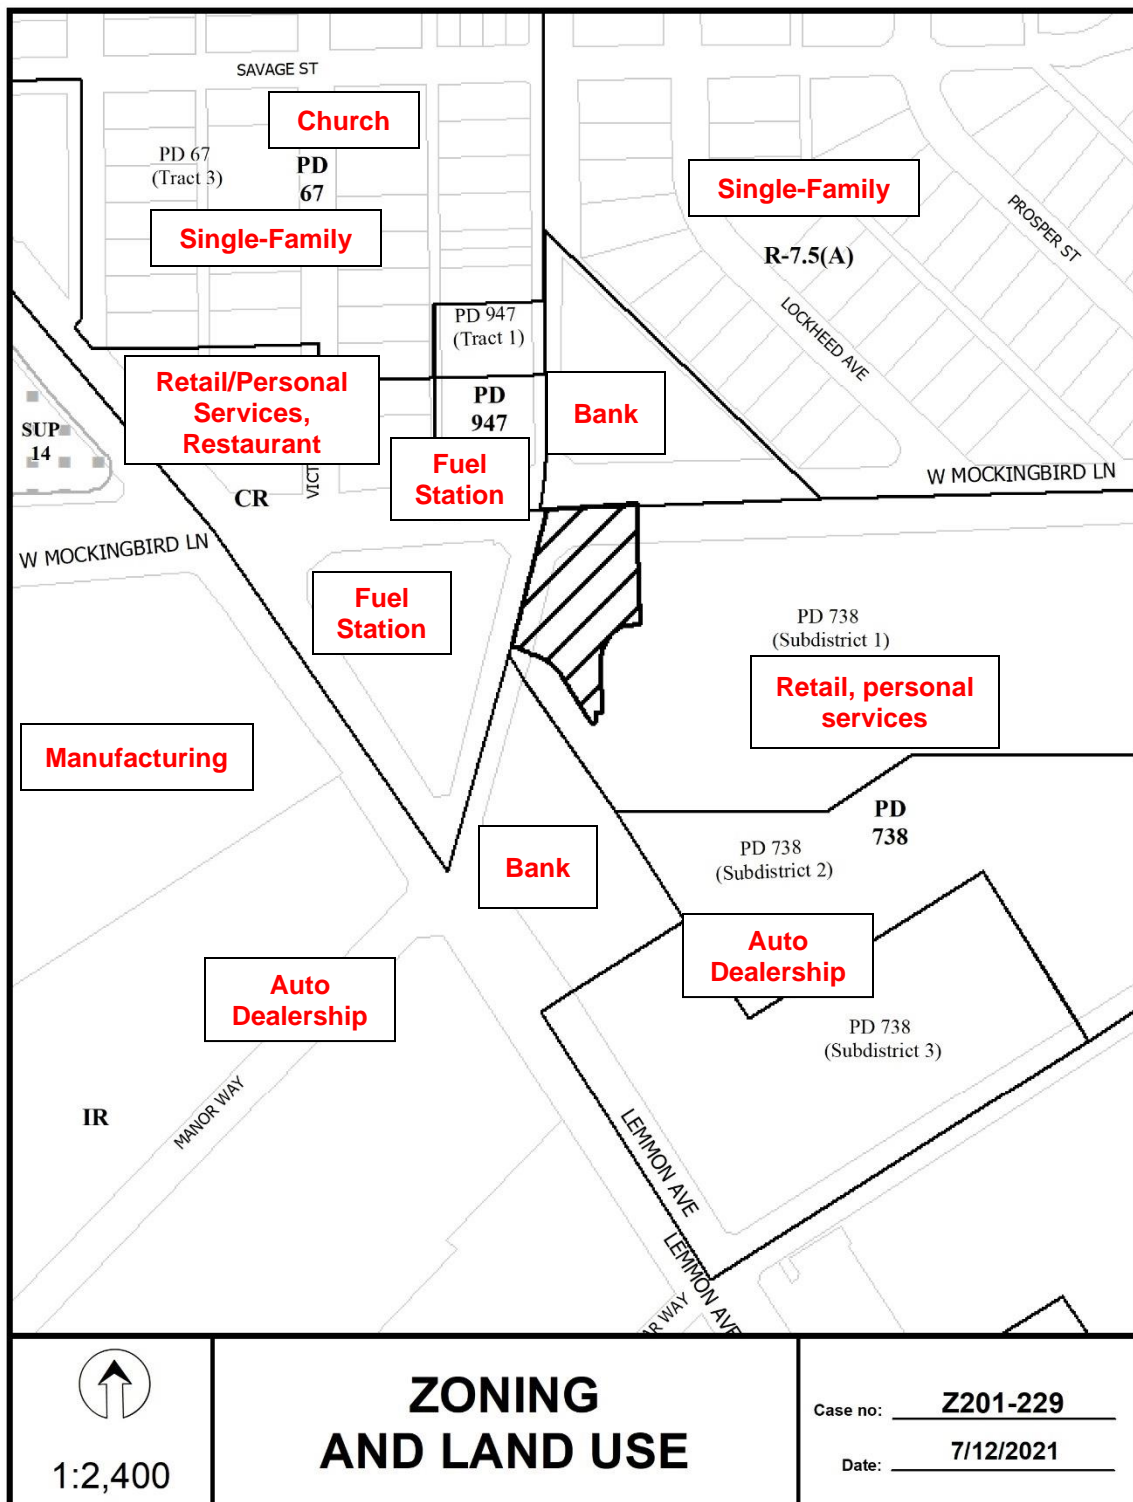 SAVAGE ST
Church
PD 67
(Tract 3)
PD
67
Single-Family
Single-Family
R-7.5(A)
PROSPER ST
LOCKHEED AVE
PD 947
(Tract 1)
PD
947
Retail/Personal
Services,
Restaurant
Bank
SUP
14
Fuel
Station
VICT
CR
W MOCKINGBIRD LN
W MOCKINGBIRD LN
Fuel
Station
PD 738
(Subdistrict 1)
Retail, personal
services
Manufacturing
PD
738
PD 738
(Subdistrict 2)
Bank
Auto
Dealership
Auto
Dealership
PD 738
(Subdistrict 3)
IR
MANOR WAY
LEMMON AVE
LEMMON AVE
AR WAY
1:2,400
ZONING
AND LAND USE
Case no: Z201-229
Date: 7/12/2021